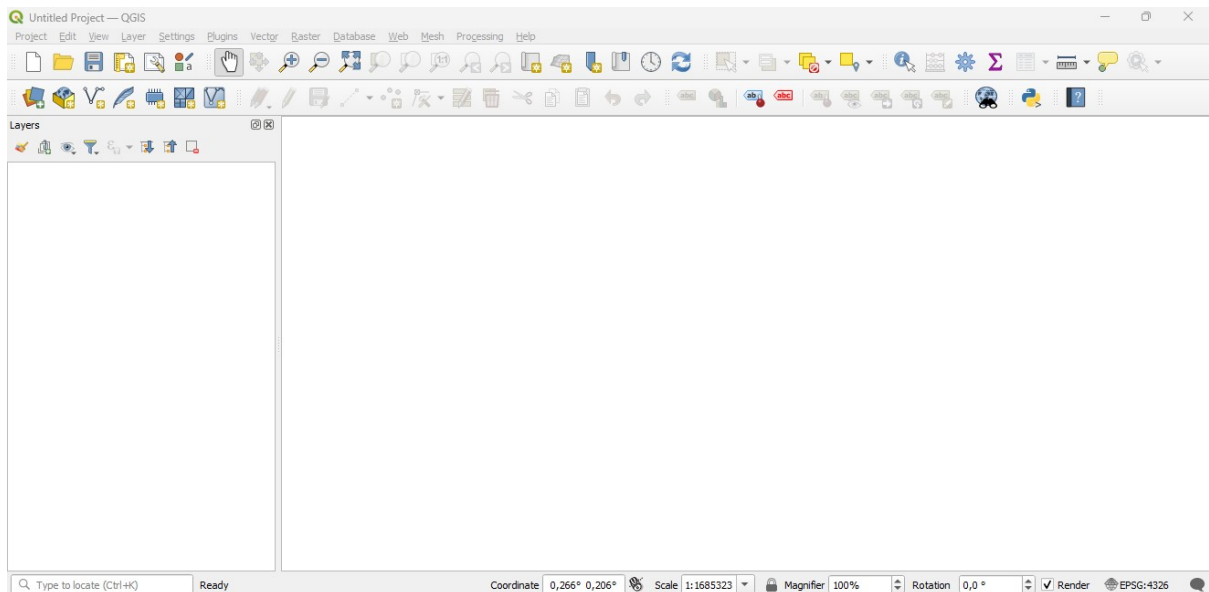 Untitled Project — QGIS
Project Edit View Layer Settings Plugins Vector Raster Database Web Mesh Processing Help
Layers
Type to locate (Ctrl+K) Ready Coordinate 0,266° 0,206° Scale 1:1685323 Magnifier 100% Rotation 0,0 ° Render EPSG:4326